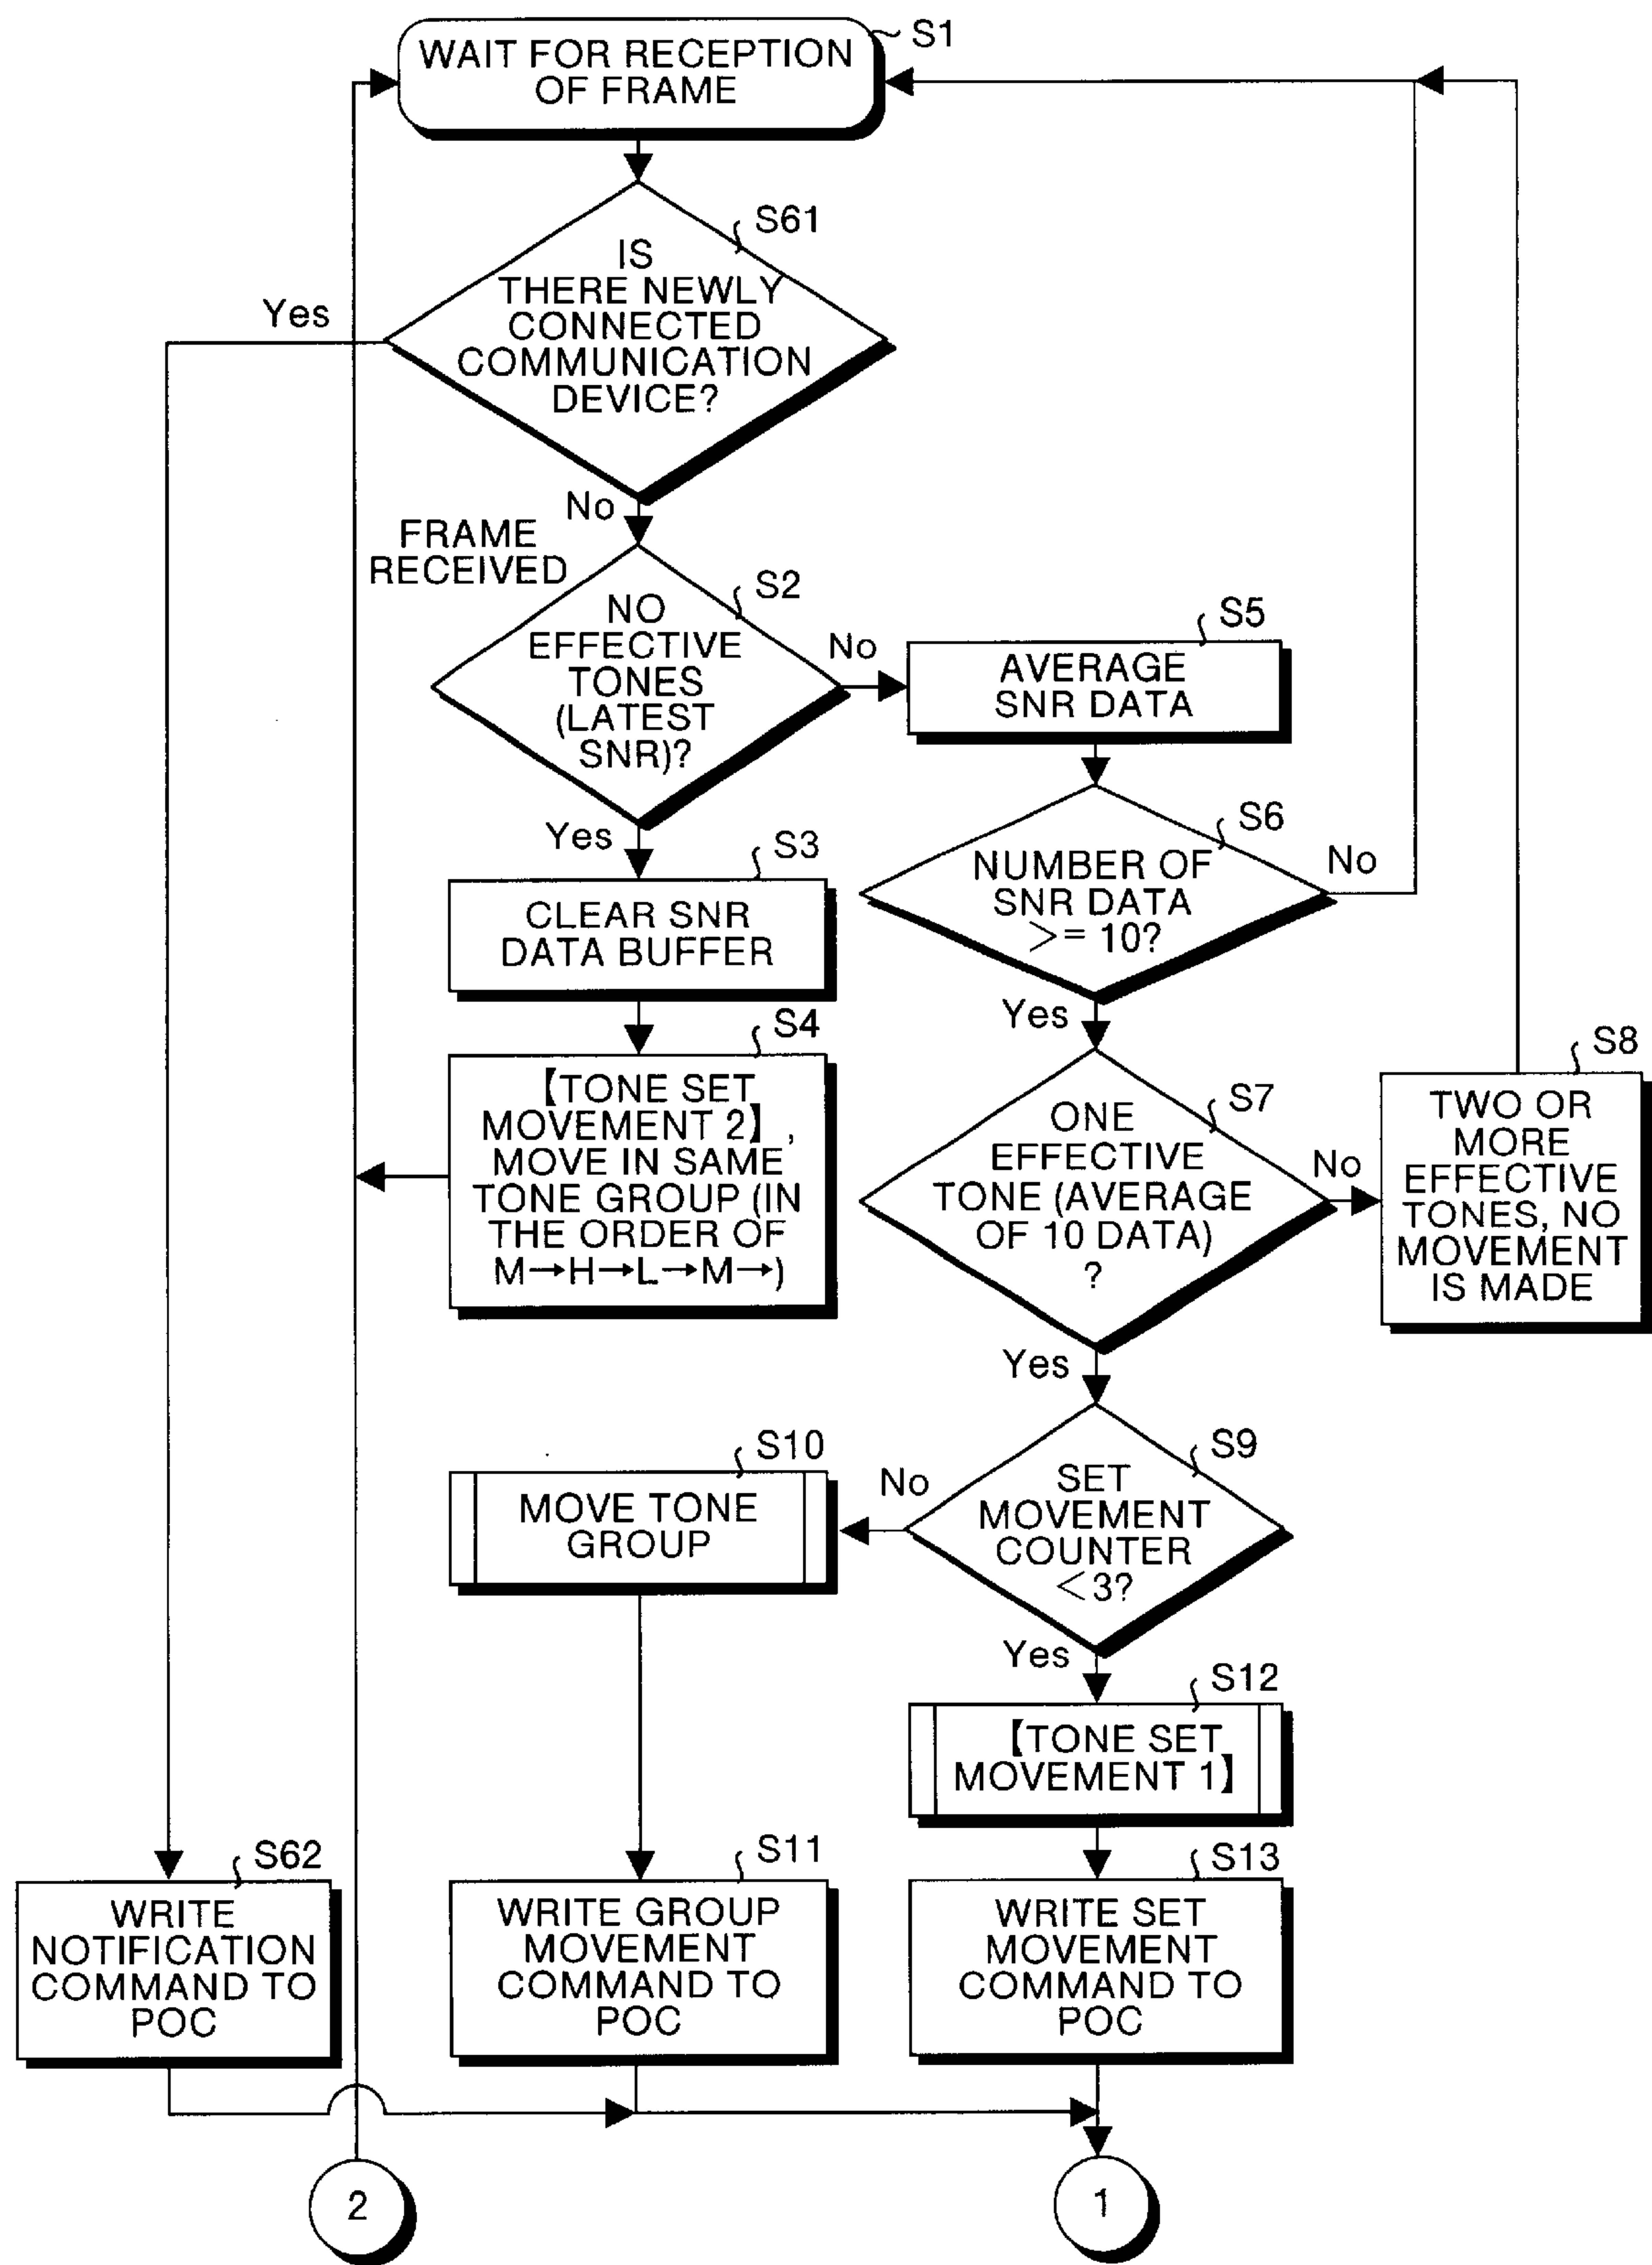 S1
WAIT FOR RECEPTION
OF FRAME
S61
IS
THERE NEWLY
CONNECTED
COMMUNICATION
DEVICE?
Yes
No
FRAME
RECEIVED
S2
NO
EFFECTIVE
TONES
(LATEST
SNR)?
No
Yes
S5
AVERAGE
SNR DATA
S6
NUMBER OF
SNR DATA
>= 10?
No
Yes
S3
CLEAR SNR
DATA BUFFER
S4
【TONE SET
MOVEMENT 2】,
MOVE IN SAME
TONE GROUP (IN
THE ORDER OF
M→H→L→M→)
S7
ONE
EFFECTIVE
TONE (AVERAGE
OF 10 DATA)
?
No
Yes
S8
TWO OR
MORE
EFFECTIVE
TONES, NO
MOVEMENT
IS MADE
S9
SET
MOVEMENT
COUNTER
<3?
No
Yes
S10
MOVE TONE
GROUP
S12
【TONE SET
MOVEMENT 1】
S62
WRITE
NOTIFICATION
COMMAND TO
POC
S11
WRITE GROUP
MOVEMENT
COMMAND TO
POC
S13
WRITE SET
MOVEMENT
COMMAND TO
POC
2
1